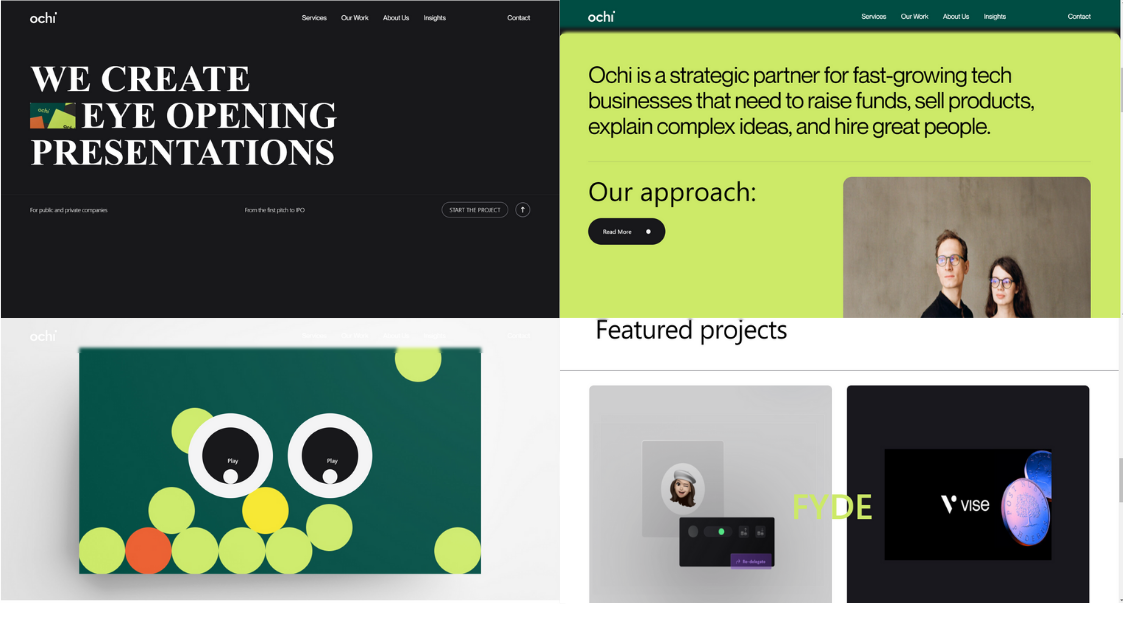 ochi
Services Our Work About Us Insights Contact
WE CREATE
EYE OPENING
PRESENTATIONS
For public and private companies
From the first pitch to IPO
START THE PROJECT
ochi
Services Our Work About Us Insights Contact
Ochi is a strategic partner for fast-growing tech
businesses that need to raise funds, sell products,
explain complex ideas, and hire great people.
Our approach:
Read More
ochi
Play Play
Featured projects
FYDE
vise
Re-delegate